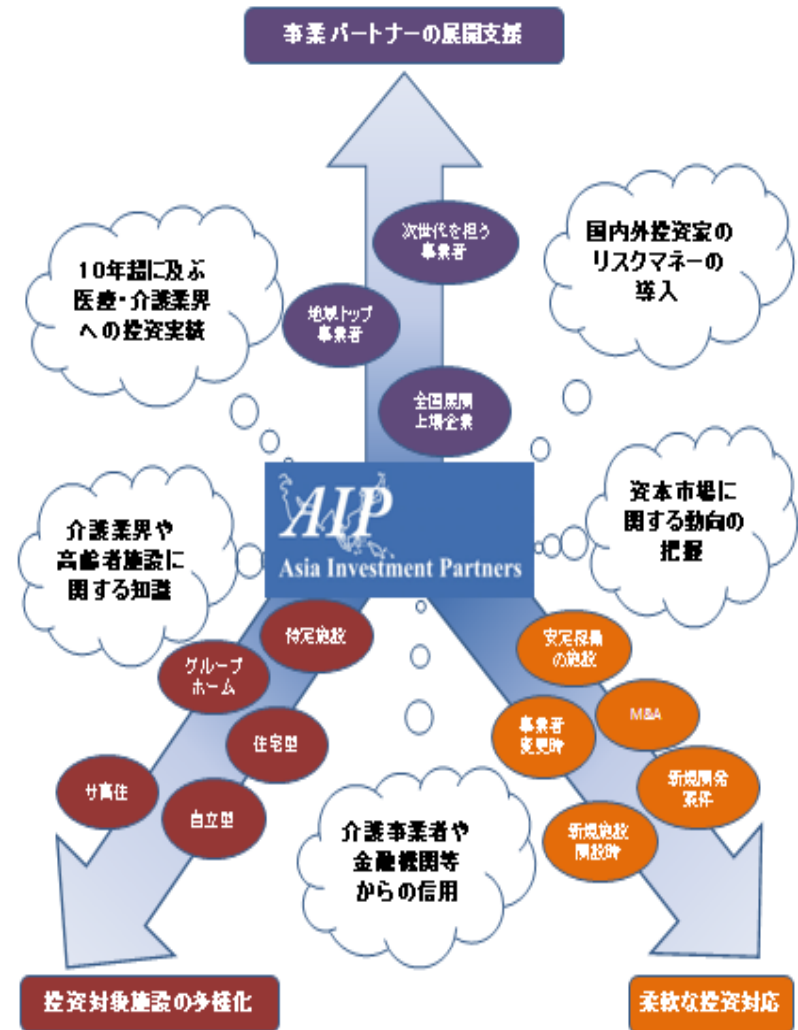 事業パートナーの展開支援
次世代を担う
事業者
地域トップ
事業者
全国展開
上場企業
10年超に及ぶ
医療・介護業界
への投資実績
国内外投資家の
リスクマネーの
導入
AIP
Asia Investment Partners
介護業界や
高齢者施設に
関する知識
資本市場に
関する動向の
把握
特定施設
グループ
ホーム
住宅型
サ高住
自立型
安定稼働
の施設
M&A
事業者
変更時
新規開発
案件
新規施設
開設時
介護事業者や
金融機関等
からの信用
投資対象施設の多様化
柔軟な投資対応